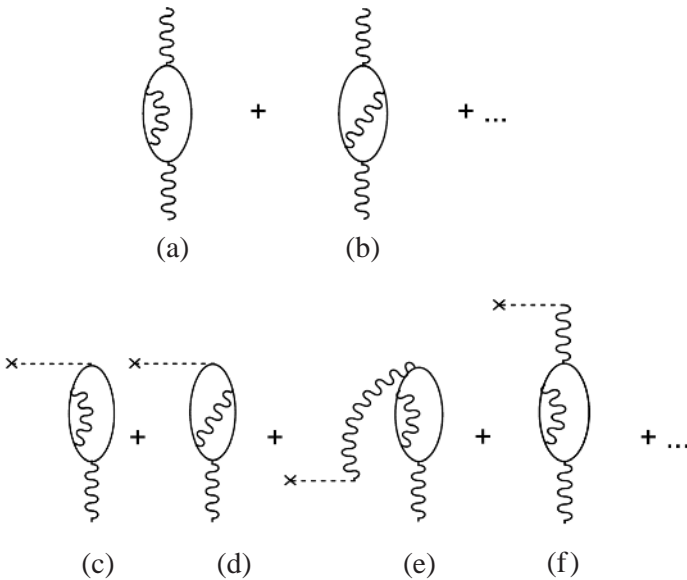 + + ...
(a) (b)
+ + + + ...
(c) (d) (e) (f)